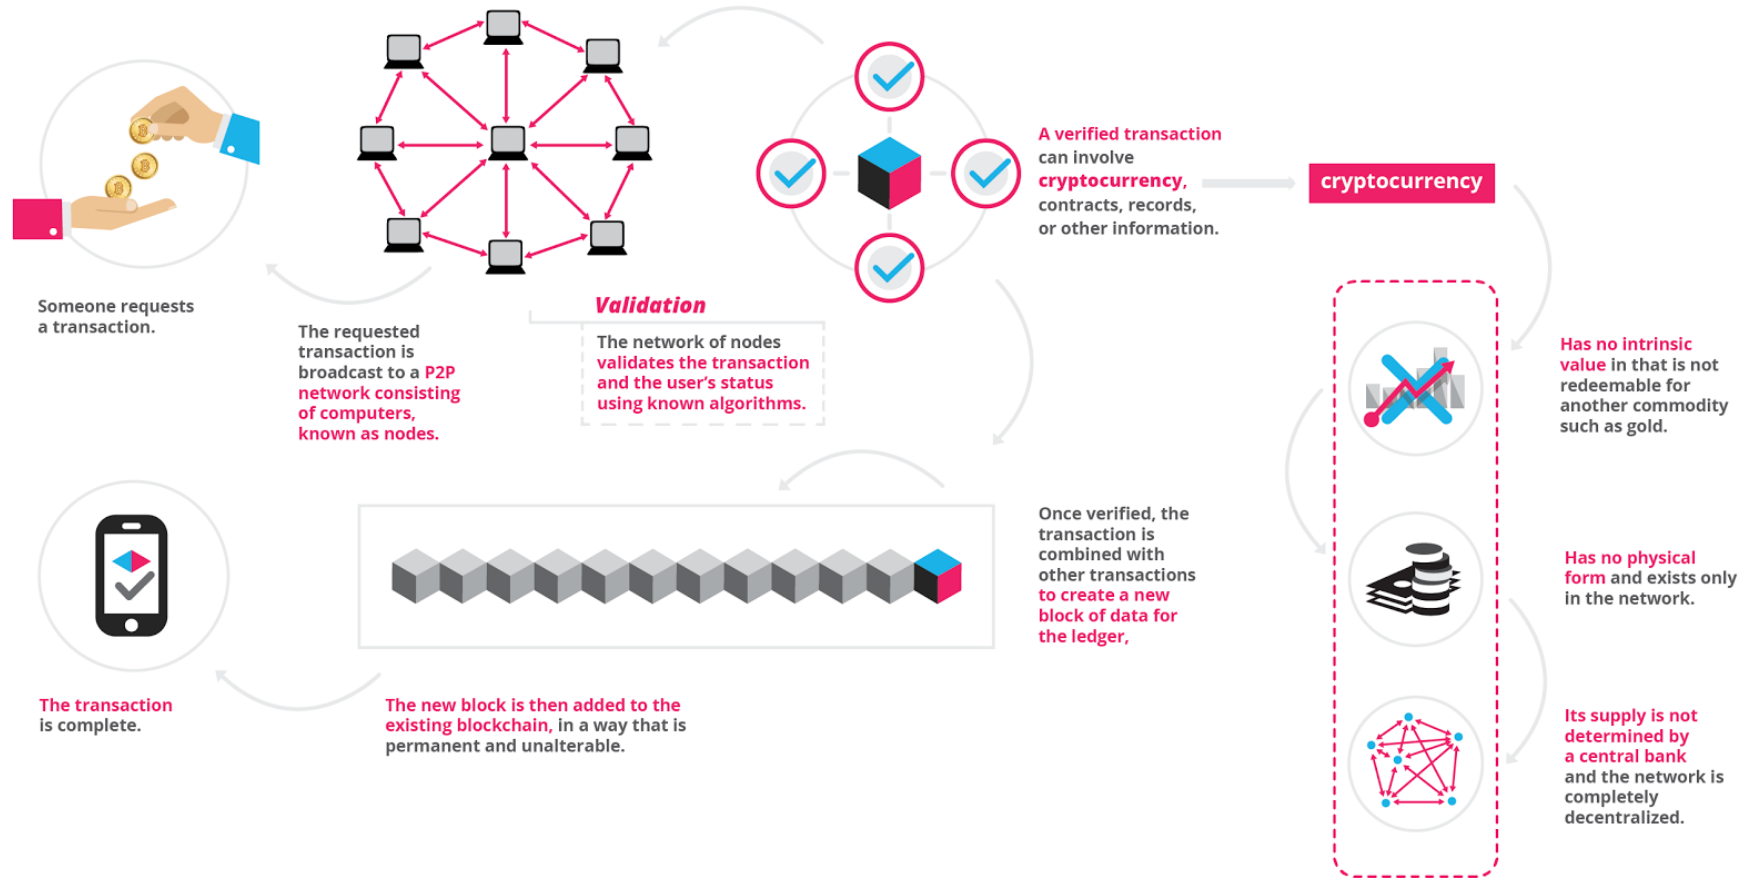 Someone requests
a transaction.
The requested
transaction is
broadcast to a P2P
network consisting
of computers,
known as nodes.
Validation
The network of nodes
validates the transaction
and the user's status
using known algorithms.
A verified transaction
can involve
cryptocurrency,
contracts, records,
or other information.
cryptocurrency
Has no intrinsic
value in that is not
redeemable for
another commodity
such as gold.
Has no physical
form and exists only
in the network.
Its supply is not
determined by
a central bank
and the network is
completely
decentralized.
Once verified, the
transaction is
combined with
other transactions
to create a new
block of data for
the ledger,
The new block is then added to the
existing blockchain, in a way that is
permanent and unalterable.
The transaction
is complete.